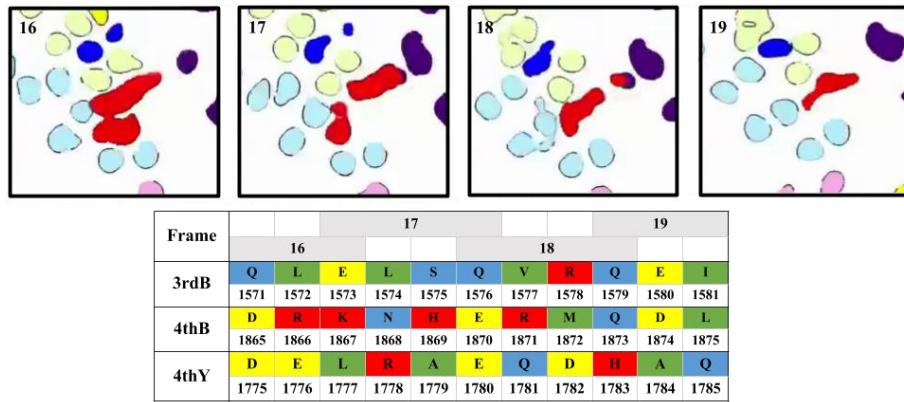 16 17 18 19
Frame 17 19
16 18
3rdB Q L E L S Q V R Q E I
1571 1572 1573 1574 1575 1576 1577 1578 1579 1580 1581
4thB D R K N H E R M Q D L
1865 1866 1867 1868 1869 1870 1871 1872 1873 1874 1875
4thY D E L R A E Q D H A Q
1775 1776 1777 1778 1779 1780 1781 1782 1783 1784 1785